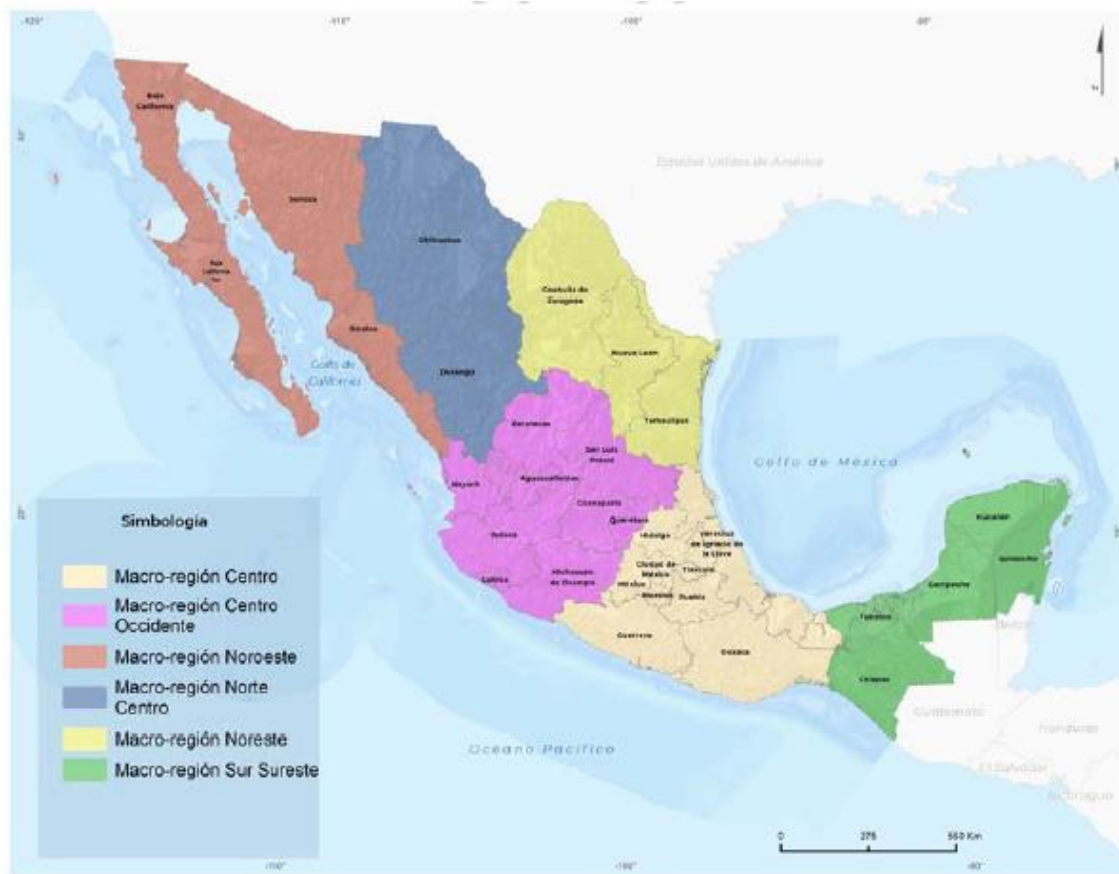 -110°
-100°
Estados Unidos de América
Baja
California
Sonora
Chihuahua
Coahuila de
Zaragoza
Baja
California
Sur
Sinaloa
Nuevo León
Golfo de
California
Durango
Tamaulipas
Zacatecas
San Luis
Potosí
Golfo de México
Nayarit
Aguascalientes
Guanajuato
Querétaro
Hidalgo
Veracruz
de Ignacio de
la Llave
Yucatán
Jalisco
Ciudad de
México
Tlaxcala
Colima
Michoacán
de Ocampo
México
Morelos
Puebla
Campeche
Tabasco
Belice
Guerrero
Oaxaca
Chiapas
Guatemala
Honduras
El Salvador
Nicaragua
Océano Pacífico
Simbología
Macro-región Centro
Macro-región Centro
Occidente
Macro-región Noroeste
Macro-región Norte
Centro
Macro-región Noreste
Macro-región Sur Sureste
0 275 550 Km
-100°